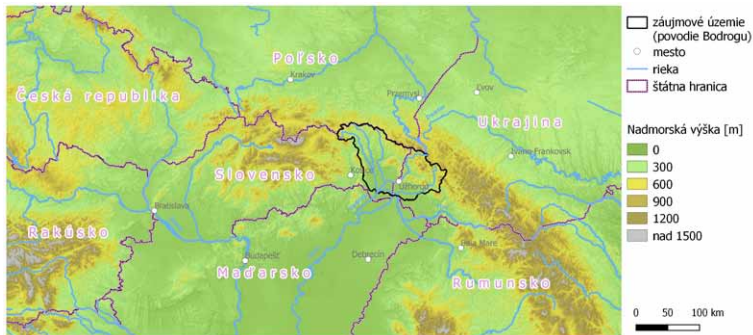 Poľsko
Krakov
Česká republika
Przemysl
Ľvov
Ukrajina
Ivano-Frankovsk
Slovensko
Košice
Užhorod
Bratislava
Rakúsko
Budapešť
Maďarsko
Debrecín
Baia Mare
Rumunsko
záujmové územie
(povodie Bodrogu)
mesto
rieka
štátna hranica
Nadmorská výška [m]
0
300
600
900
1200
nad 1500
0 50 100 km